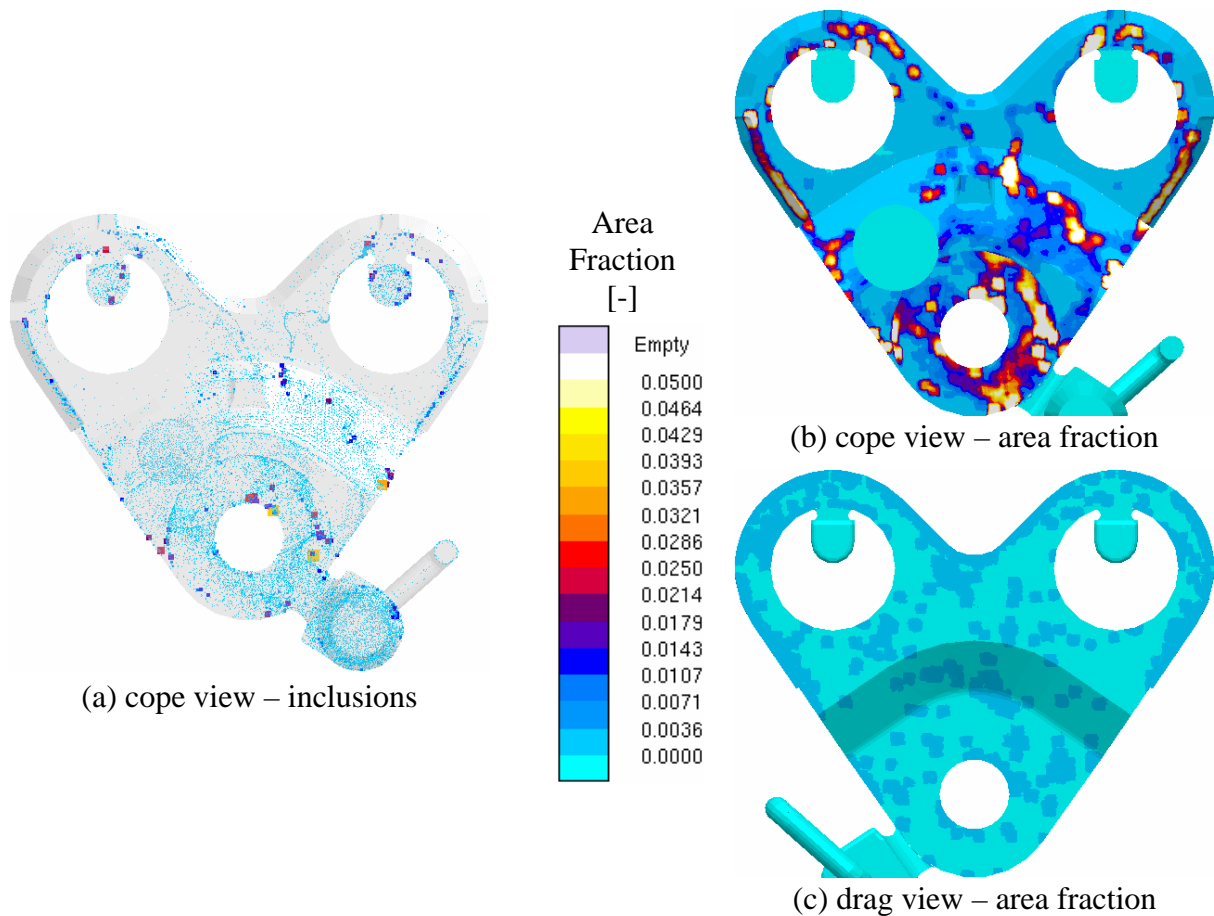 Area
Fraction
[-]
Empty
0.0500
0.0464
0.0429
0.0393
0.0357
0.0321
0.0286
0.0250
0.0214
0.0179
0.0143
0.0107
0.0071
0.0036
0.0000
(a) cope view – inclusions
(b) cope view – area fraction
(c) drag view – area fraction